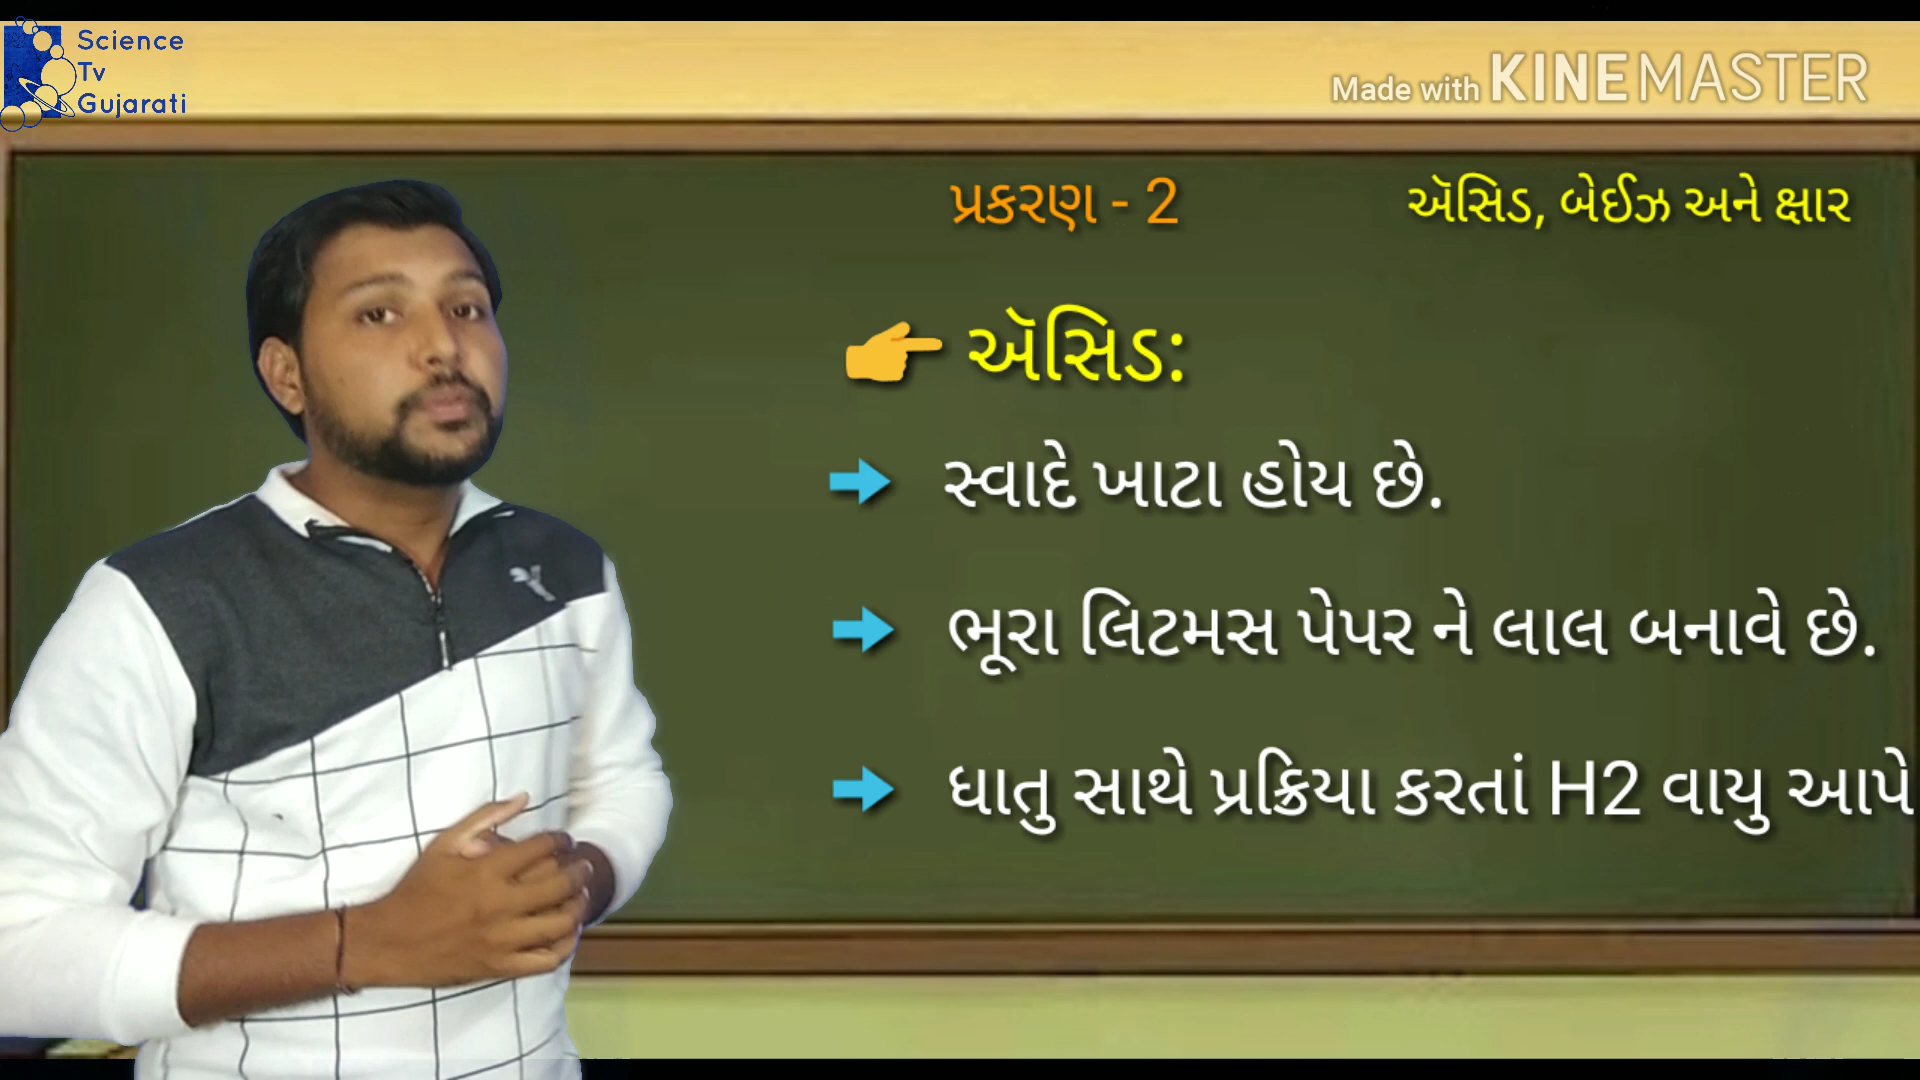 Science
Tv
Gujarati
Made with KINEMASTER
પ્રકરણ - 2
ઍસિડ, બેઈઝ અને ક્ષાર
ઍસિડ:
સ્વાદે ખાટા હોય છે.
ભૂરા લિટમસ પેપર ને લાલ બનાવે છે.
ધાતુ સાથે પ્રક્રિયા કરતાં H2 વાયુ આપે